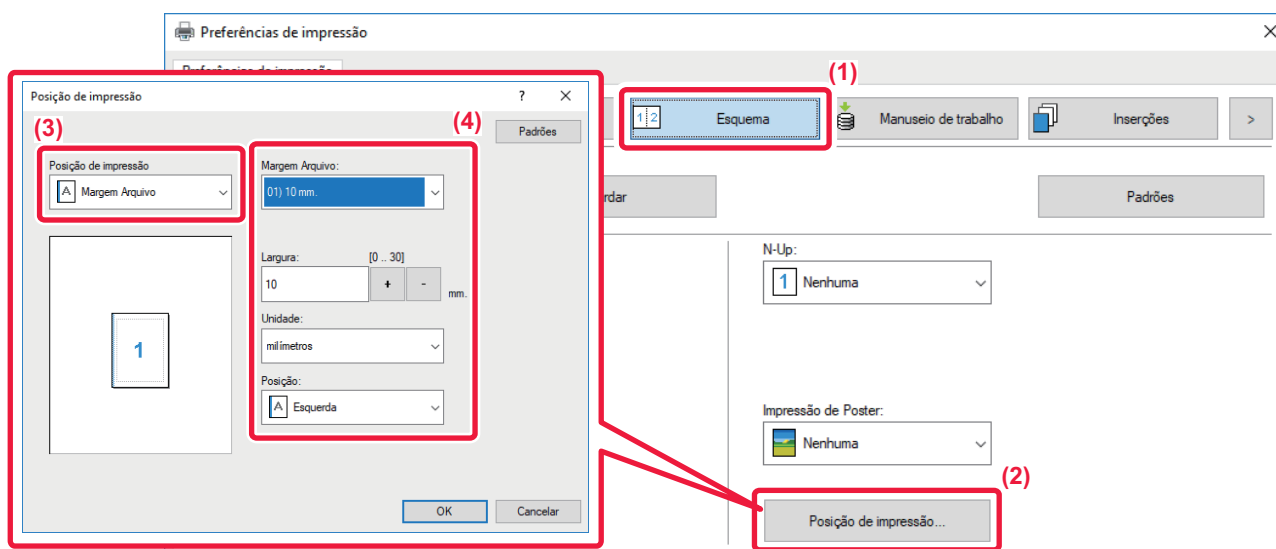 Preferências de impressão
Preferências de impressão
(1)
Esquema
Manuseio de trabalho
Inserções
>
rdar
Padrões
N-Up:
1 Nenhuma
Impressão de Poster:
Nenhuma
(2)
Posição de impressão...
Posição de impressão
?
(3)
(4)
Padrões
Posição de impressão
A Margem Arquivo
1
Margem Arquivo:
01) 10 mm.
Largura: [0 .. 30]
10 + - mm.
Unidade:
milímetros
Posição:
A Esquerda
OK Cancelar